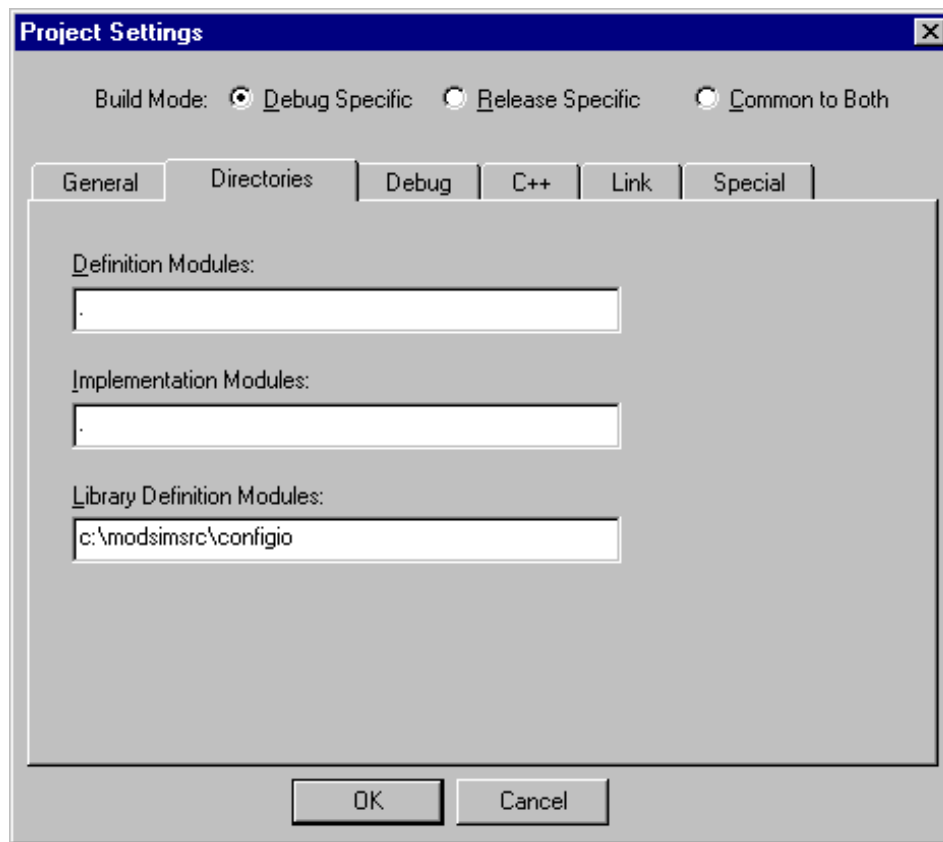 Project Settings
Build Mode: Debug Specific Release Specific Common to Both
General Directories Debug C++ Link Special
Definition Modules:
.
Implementation Modules:
.
Library Definition Modules:
c:\modsimsrc\configio
OK Cancel